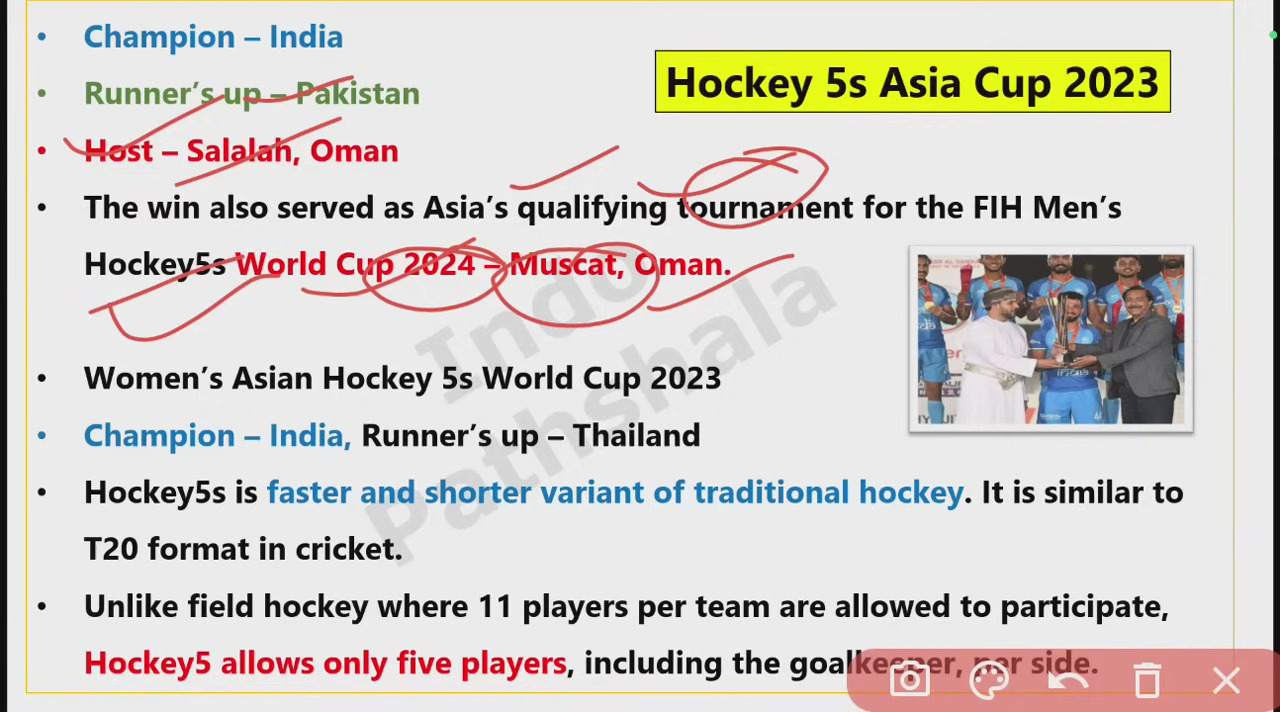 Hockey 5s Asia Cup 2023
• Champion – India
• Runner's up – Pakistan
• Host – Salalah, Oman
• The win also served as Asia's qualifying tournament for the FIH Men's
Hockey5s World Cup 2024 – Muscat, Oman.
• Women's Asian Hockey 5s World Cup 2023
• Champion – India, Runner's up – Thailand
• Hockey5s is faster and shorter variant of traditional hockey. It is similar to
T20 format in cricket.
• Unlike field hockey where 11 players per team are allowed to participate,
Hockey5 allows only five players, including the goalkeeper, per side.
Indo
Pathshala